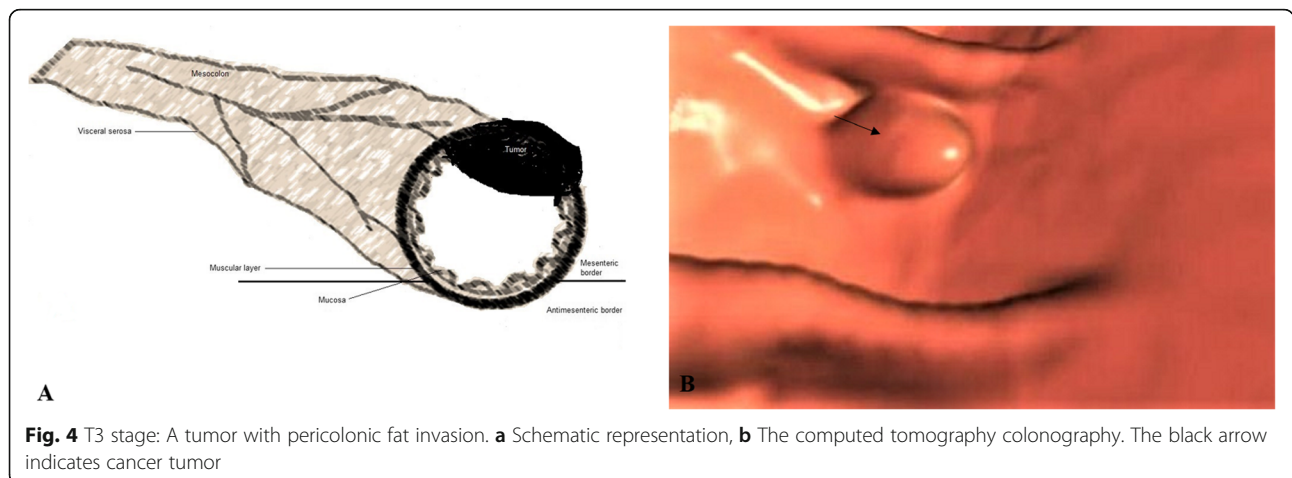 Mesocolon
Visceral serosa
Tumor
Muscular layer
Mesenteric
border
Mucosa
Antimesenteric border
A
B
Fig. 4 T3 stage: A tumor with pericolonic fat invasion. a Schematic representation, b The computed tomography colonography. The black arrow
indicates cancer tumor